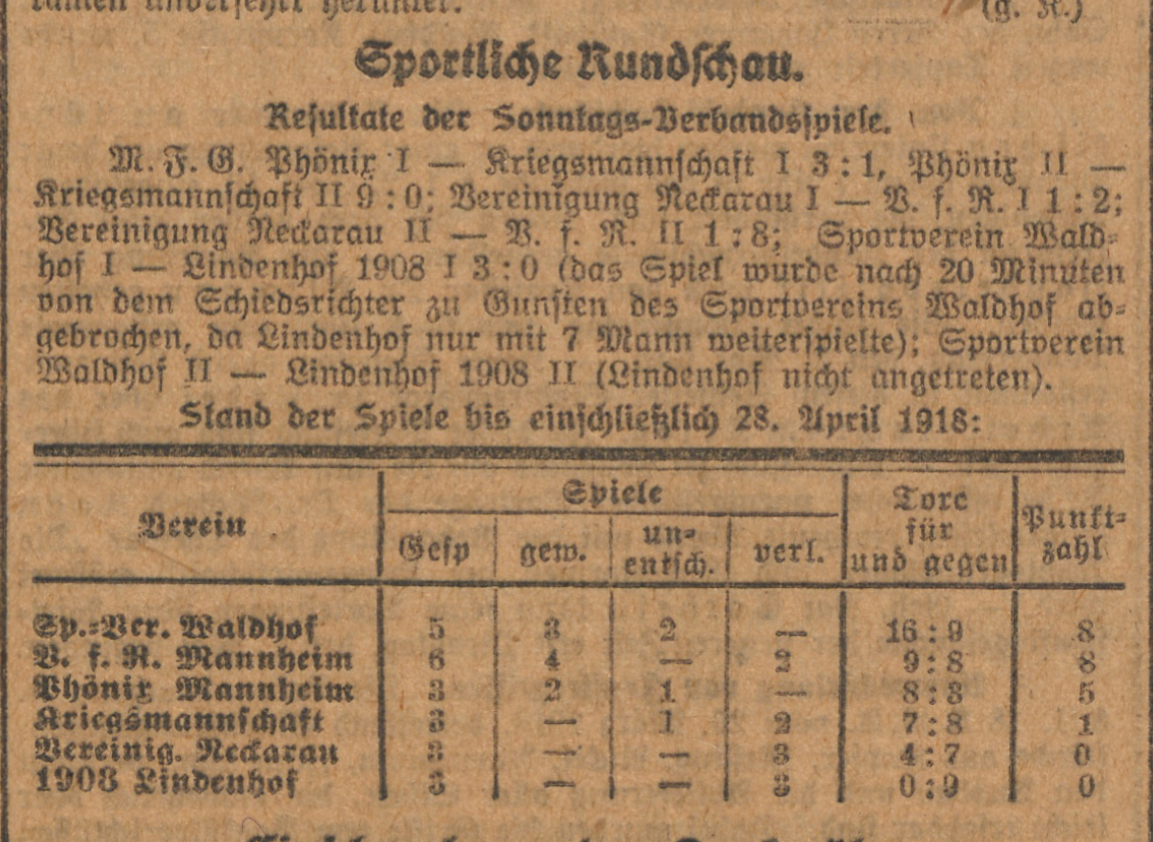 (g. K.)
Sportliche Rundschau.
Resultate der Sonntags-Verbandsspiele.
M. F. G. Phönix I — Kriegsmannschaft I 3 : 1, Phönix II —
Kriegsmannschaft II 9 : 0; Vereinigung Neckarau I — V. f. R. I 1 : 2;
Vereinigung Neckarau II — V. f. R. II 1 : 8; Sportverein Wald-
hof I — Lindenhof 1908 I 3 : 0 (das Spiel wurde nach 20 Minuten
von dem Schiedsrichter zu Gunsten des Sportvereins Waldhof ab-
gebrochen, da Lindenhof nur mit 7 Mann weiterspielte); Sportverein
Waldhof II — Lindenhof 1908 II (Lindenhof nicht angetreten).
Stand der Spiele bis einschließlich 28. April 1918:
Verein Spiele Tore für und gegen Punkt-zahl
Gesp gew. un-entsch. verl.
Sp.-Ver. Waldhof 5 3 2 — 16 : 9 8
V. f. R. Mannheim 6 4 — 2 9 : 8 8
Phönix Mannheim 3 2 1 — 8 : 3 5
Kriegsmannschaft 3 — 1 2 7 : 8 1
Vereinig. Neckarau 3 — — 3 4 : 7 0
1908 Lindenhof 3 — — 3 0 : 9 0